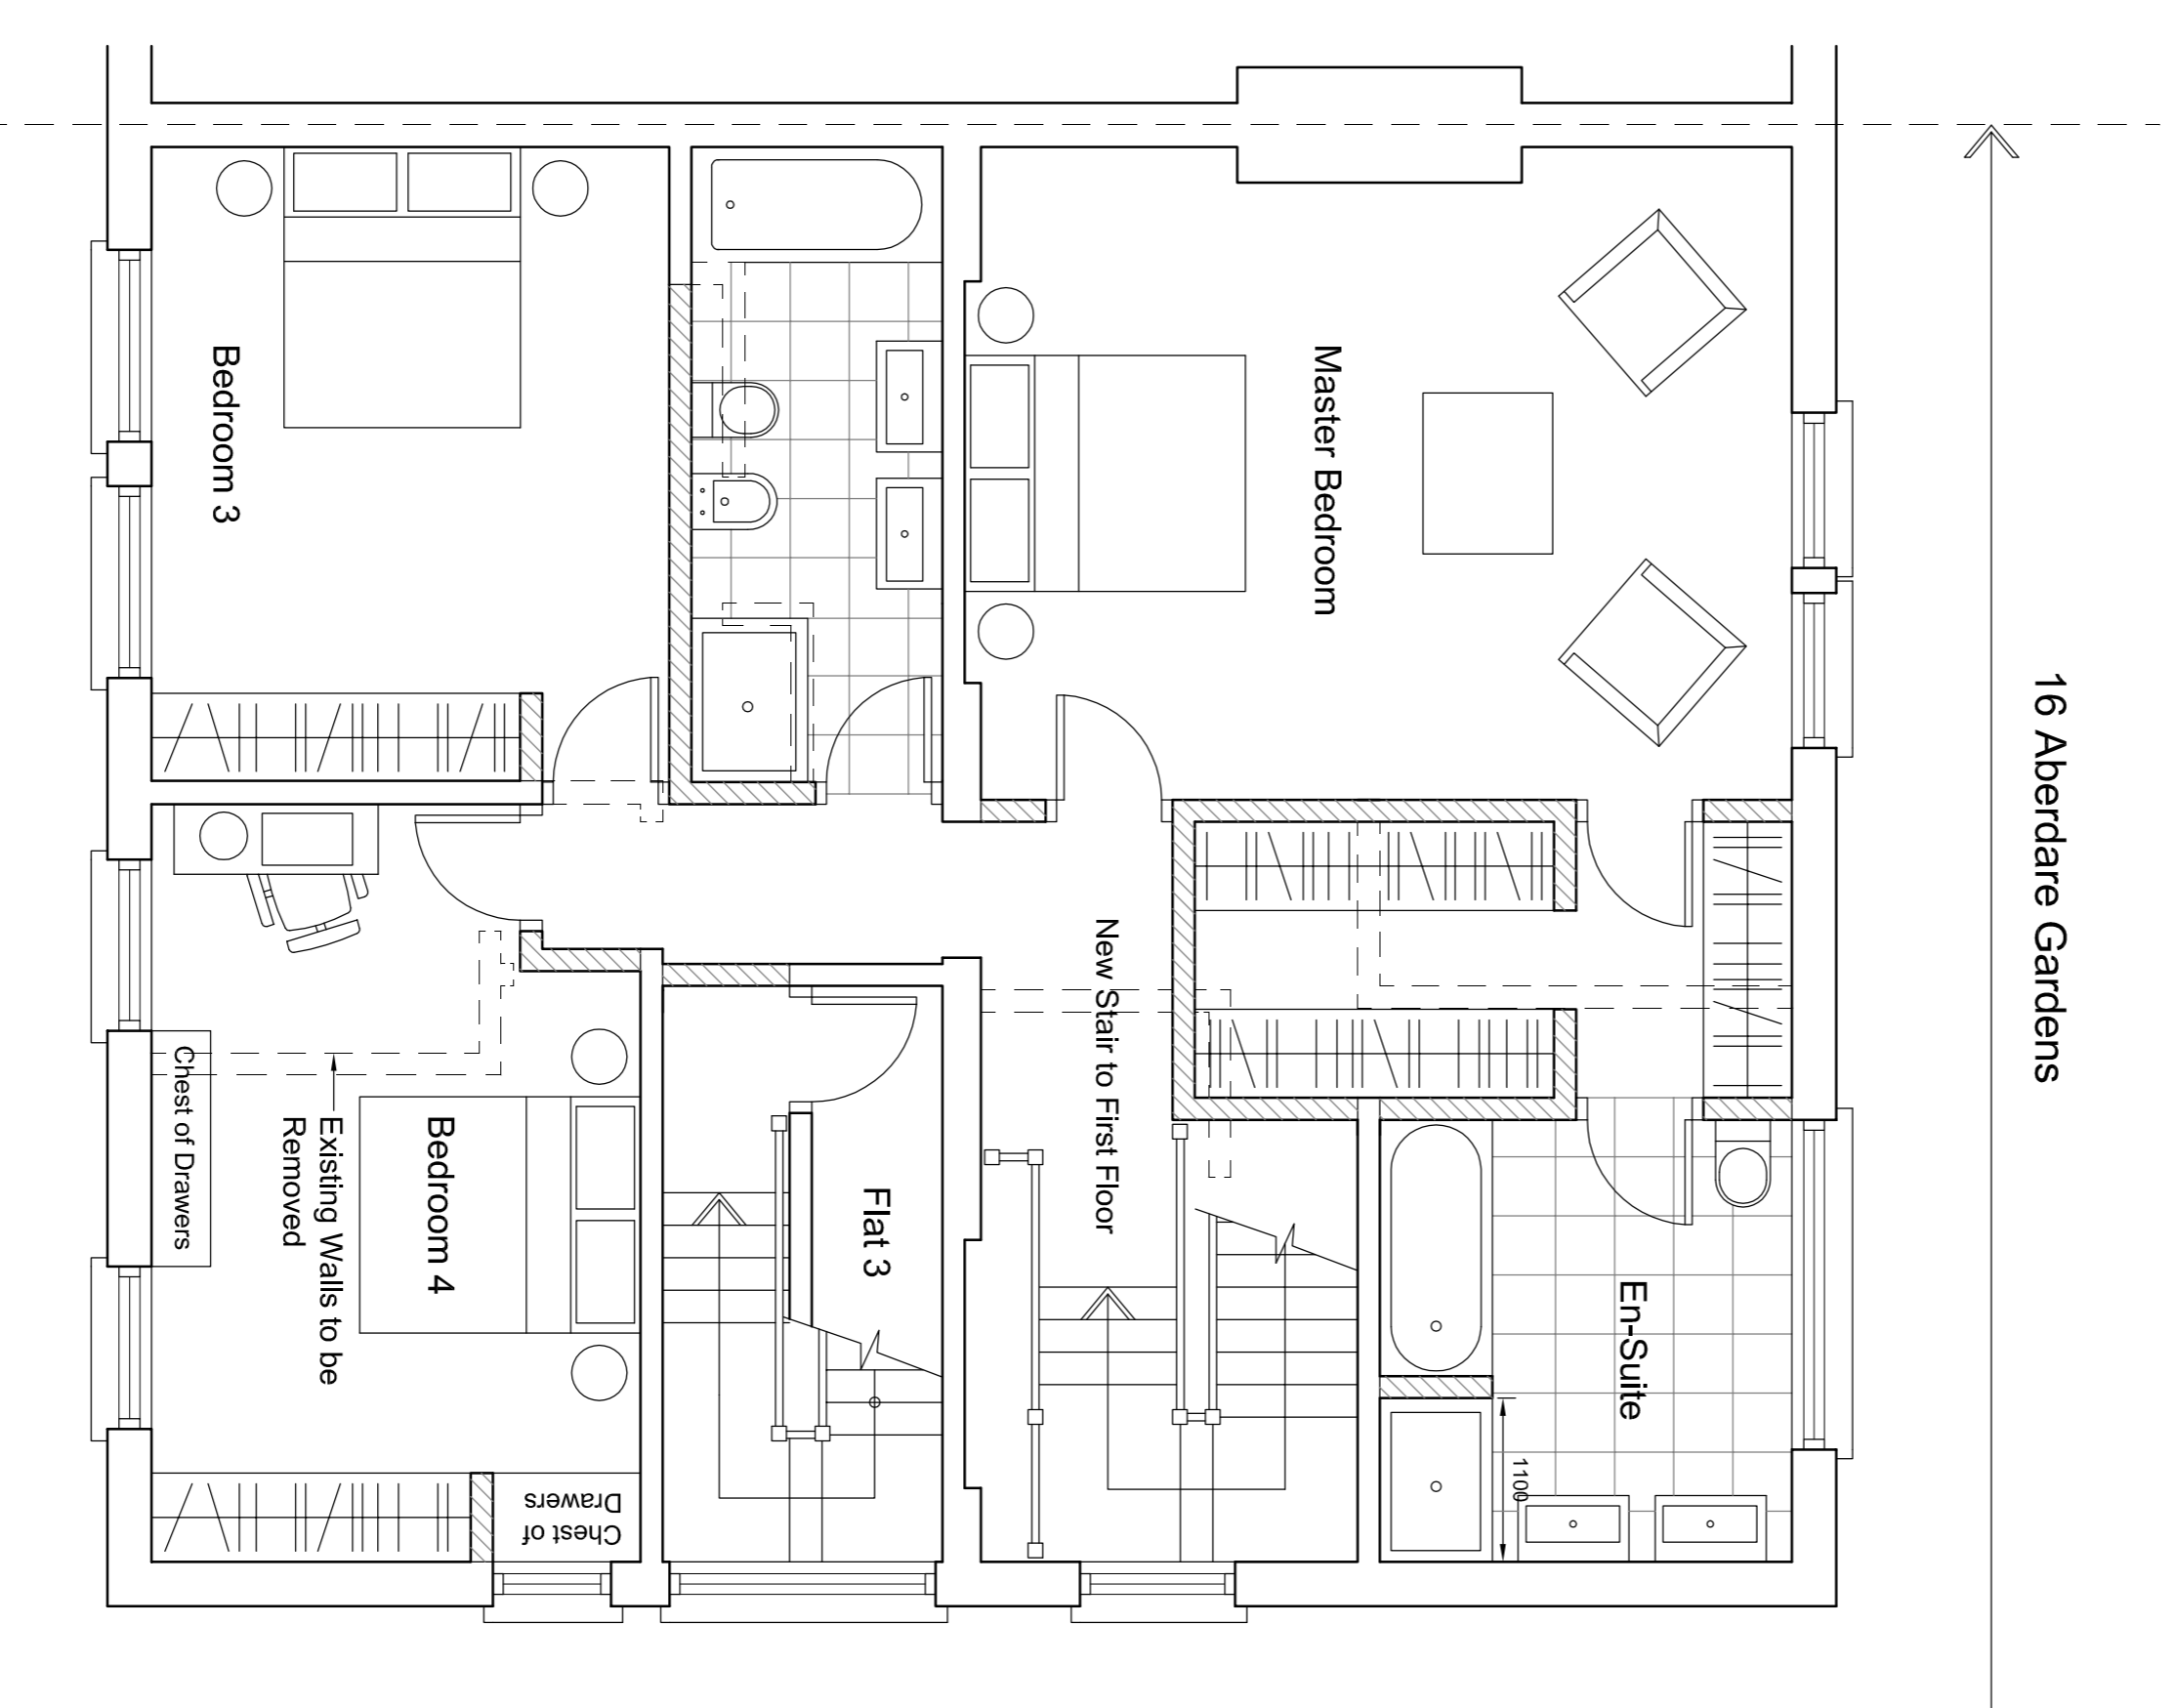 16 Aberdare Gardens
Master Bedroom
En-Suite
1100
New Stair to First Floor
Flat 3
Bedroom 3
Bedroom 4
Existing Walls to be
Removed
Chest of Drawers
Chest of
Drawers